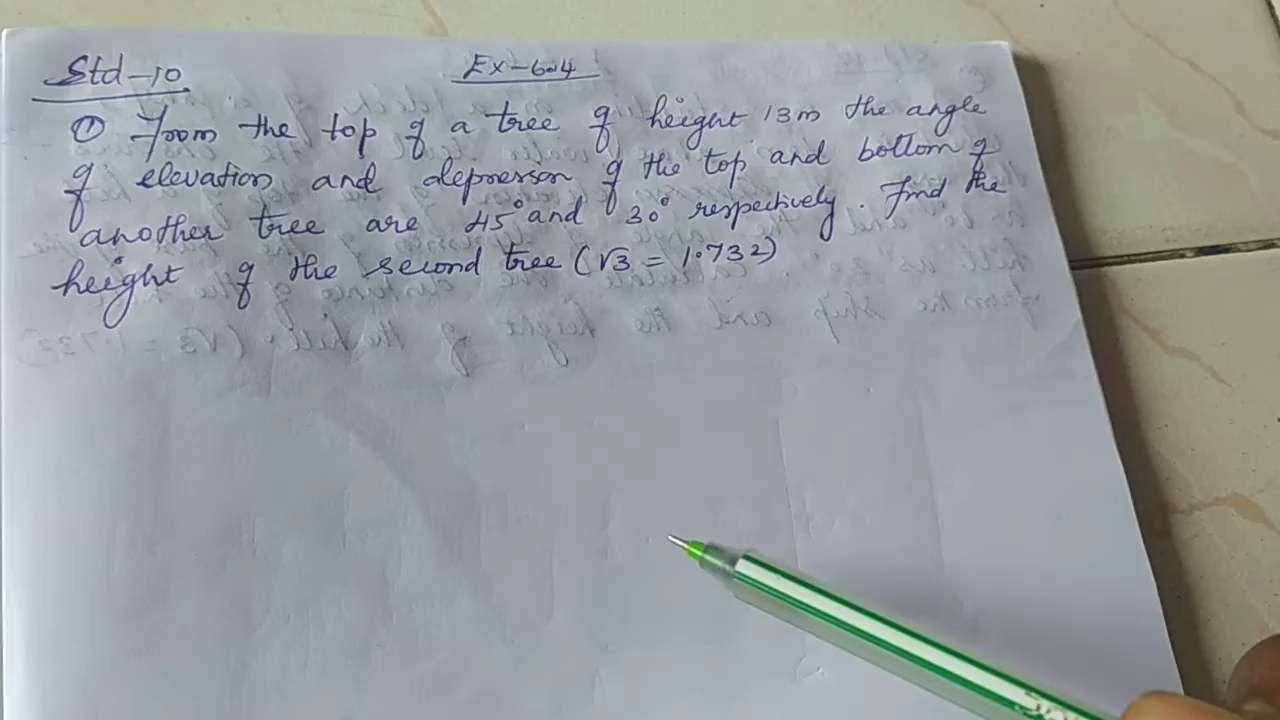 Std-10
Ex-6.4
① From the top of a tree of height 13m the angle
of elevation and depresson of the top and bottom of
another tree are 45° and 30° respectively. Find the
height of the second tree (√3 = 1.732)